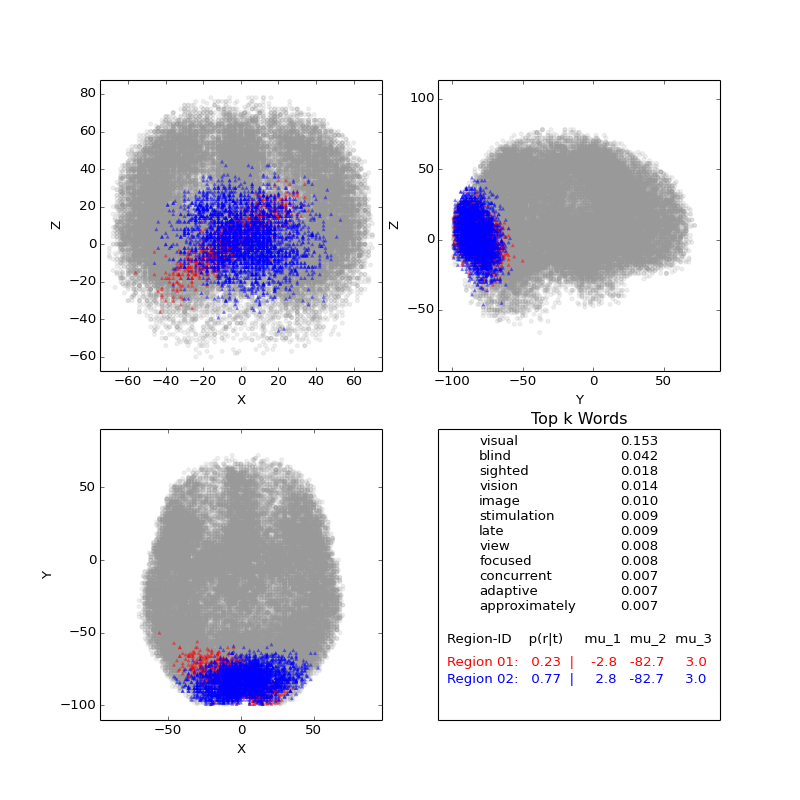 80
60
40
20
0
−20
−40
−60
Z
−60 −40 −20 0 20 40 60
X
100
50
0
−50
Z
−100 −50 0 50
Y
50
0
−50
−100
Y
−50 0 50
X
Top k Words
visual 0.153
blind 0.042
sighted 0.018
vision 0.014
image 0.010
stimulation 0.009
late 0.009
view 0.008
focused 0.008
concurrent 0.007
adaptive 0.007
approximately 0.007
Region-ID p(r|t) mu_1 mu_2 mu_3
Region 01: 0.23 | -2.8 -82.7 3.0
Region 02: 0.77 | 2.8 -82.7 3.0